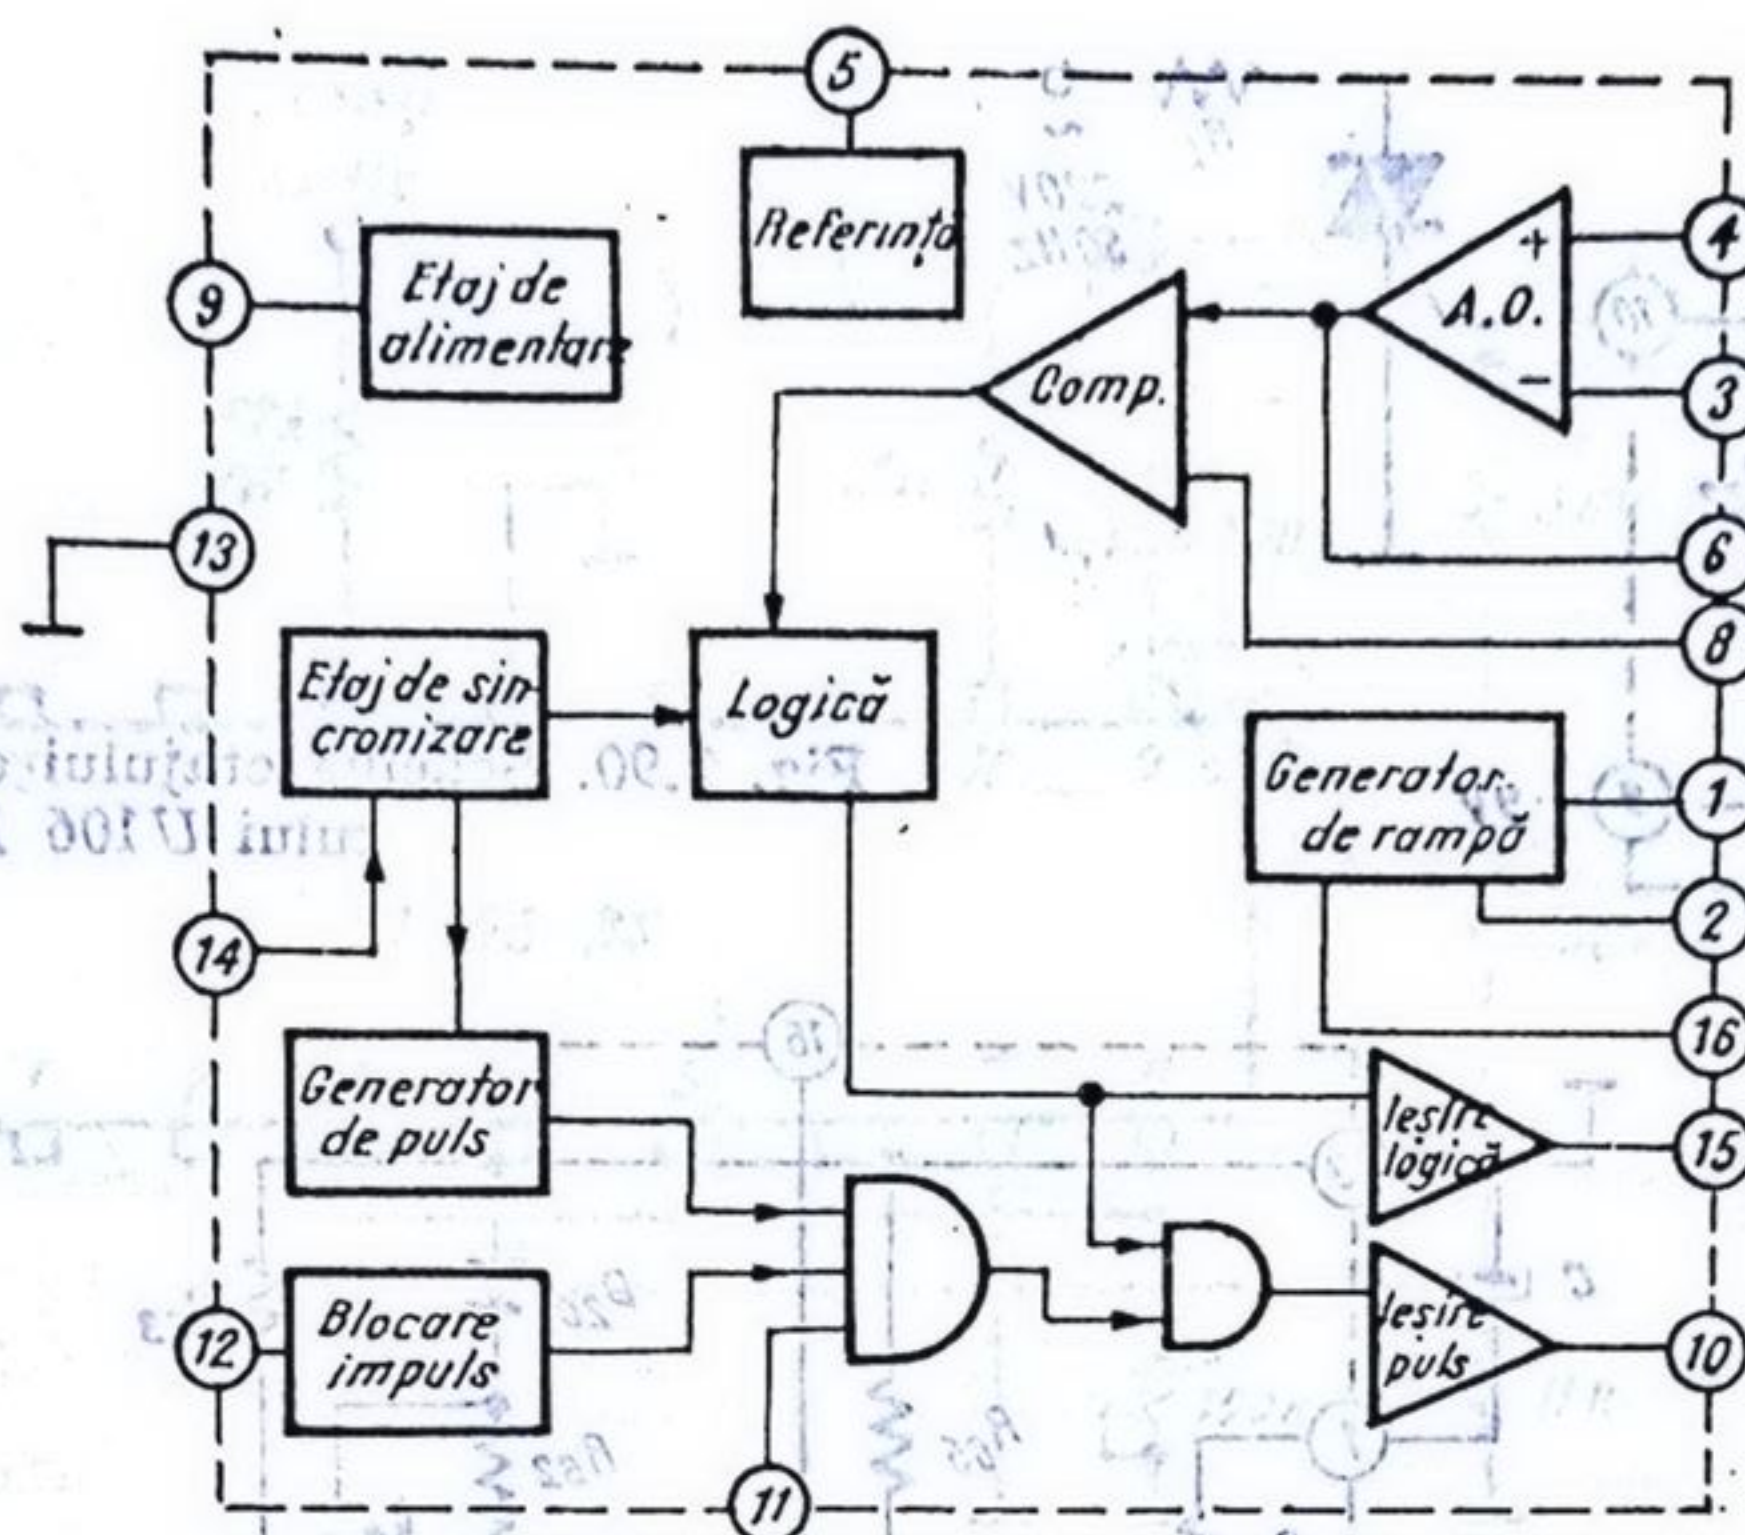 5
Referință
4
+
A.O.
-
3
9
Etaj de
alimentare
Comp.
13
6
8
Etaj de sin-
cronizare
Logică
Generator
de rampă
1
2
14
16
Generator
de puls
Ieșire
logică
15
12
Blocare
impuls
Ieșire
puls
10
11